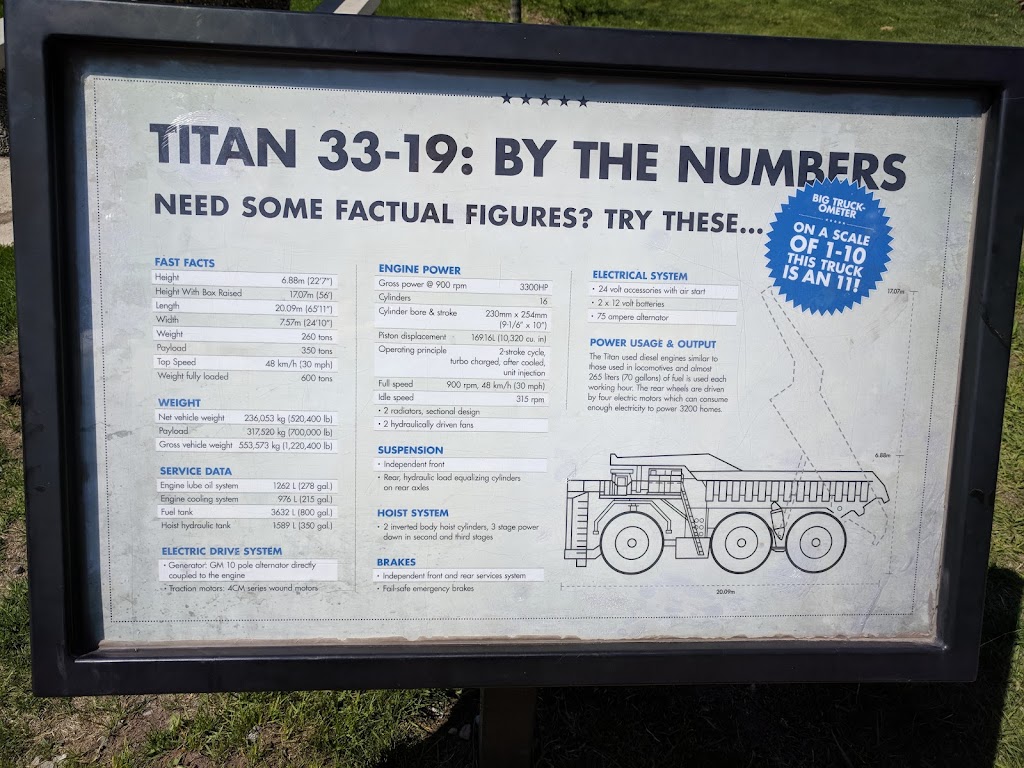 ★★★★★
TITAN 33-19: BY THE NUMBERS
NEED SOME FACTUAL FIGURES? TRY THESE...
BIG TRUCK-
OMETER
ON A SCALE
OF 1-10
THIS TRUCK
IS AN 11!
FAST FACTS
Height 6.88m (22'7")
Height With Box Raised 17.07m (56')
Length 20.09m (65'11")
Width 7.57m (24'10")
Weight 260 tons
Payload 350 tons
Top Speed 48 km/h (30 mph)
Weight fully loaded 600 tons
WEIGHT
Net vehicle weight 236,053 kg (520,400 lb)
Payload 317,520 kg (700,000 lb)
Gross vehicle weight 553,573 kg (1,220,400 lb)
SERVICE DATA
Engine lube oil system 1262 L (278 gal.)
Engine cooling system 976 L (215 gal.)
Fuel tank 3632 L (800 gal.)
Hoist hydraulic tank 1589 L (350 gal.)
ELECTRIC DRIVE SYSTEM
• Generator: GM 10 pole alternator directly
coupled to the engine
• Traction motors: 4CM series wound motors
ENGINE POWER
Gross power @ 900 rpm 3300HP
Cylinders 16
Cylinder bore & stroke 230mm x 254mm
(9-1/6" x 10")
Piston displacement 169.16L (10,320 cu. in)
Operating principle 2-stroke cycle,
turbo charged, after cooled,
unit injection
Full speed 900 rpm, 48 km/h (30 mph)
Idle speed 315 rpm
• 2 radiators, sectional design
• 2 hydraulically driven fans
SUSPENSION
• Independent front
• Rear, hydraulic load equalizing cylinders
on rear axles
HOIST SYSTEM
• 2 inverted body hoist cylinders, 3 stage power
down in second and third stages
BRAKES
• Independent front and rear services system
• Fail-safe emergency brakes
ELECTRICAL SYSTEM
• 24 volt accessories with air start
• 2 x 12 volt batteries
• 75 ampere alternator
POWER USAGE & OUTPUT
The Titan used diesel engines similar to
those used in locomotives and almost
265 liters (70 gallons) of fuel is used each
working hour. The rear wheels are driven
by four electric motors which can consume
enough electricity to power 3200 homes.
17.07m
6.88m
20.09m